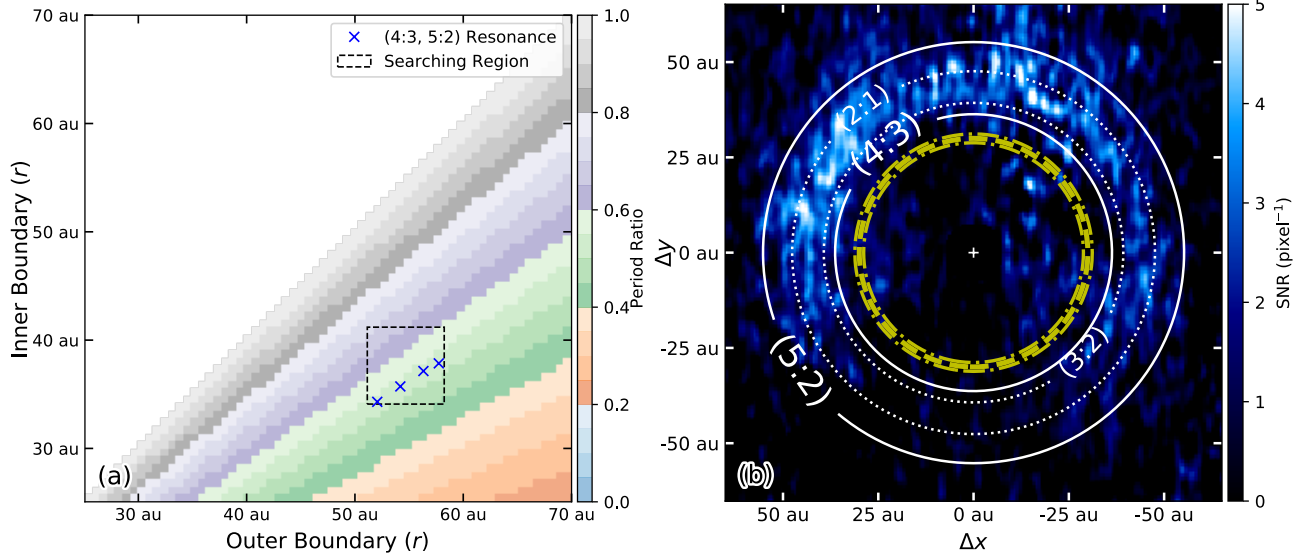 70 au
60 au
50 au
40 au
30 au
Inner Boundary (r)
30 au
40 au
50 au
60 au
70 au
Outer Boundary (r)
(4:3, 5:2) Resonance
Searching Region
(a)
1.0
0.8
0.6
0.4
0.2
0.0
Period Ratio
50 au
25 au
0 au
-25 au
-50 au
Δy
50 au
25 au
0 au
-25 au
-50 au
Δx
(2:1)
(4:3)
(3:2)
(5:2)
(b)
5
4
3
2
1
0
SNR (pixel⁻¹)